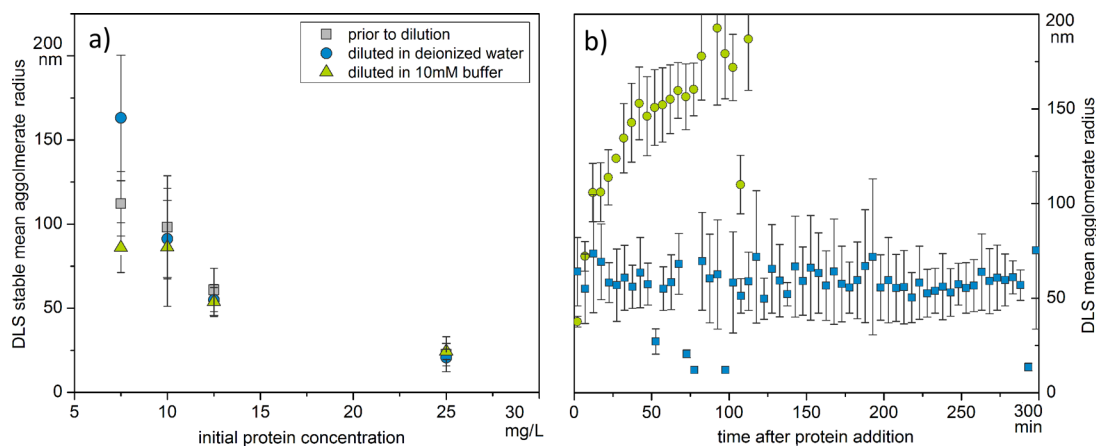 a)
prior to dilution
diluted in deionized water
diluted in 10mM buffer
DLS stable mean aggolmerate radius
200
nm
150
100
50
0
5
10
15
20
25
30
mg/L
initial protein concentration
b)
200
nm
150
100
50
0
DLS mean agglomerate radius
0
50
100
150
200
250
300
min
time after protein addition